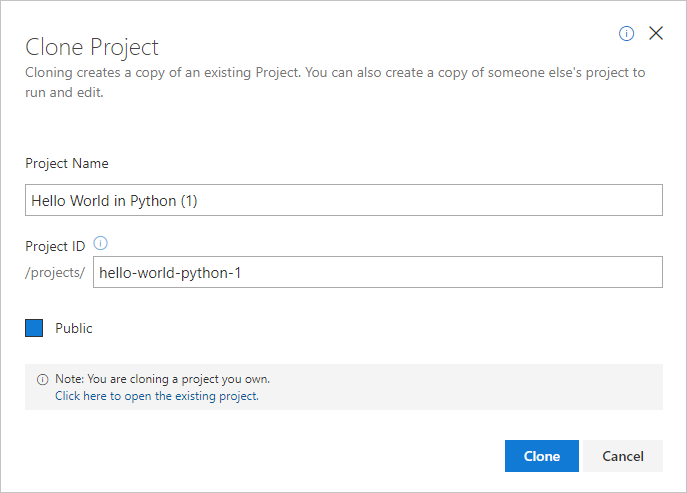 Clone Project
Cloning creates a copy of an existing Project. You can also create a copy of someone else's project to
run and edit.
Project Name
Hello World in Python (1)
Project ID
/projects/ hello-world-python-1
Public
Note: You are cloning a project you own.
Click here to open the existing project.
Clone Cancel